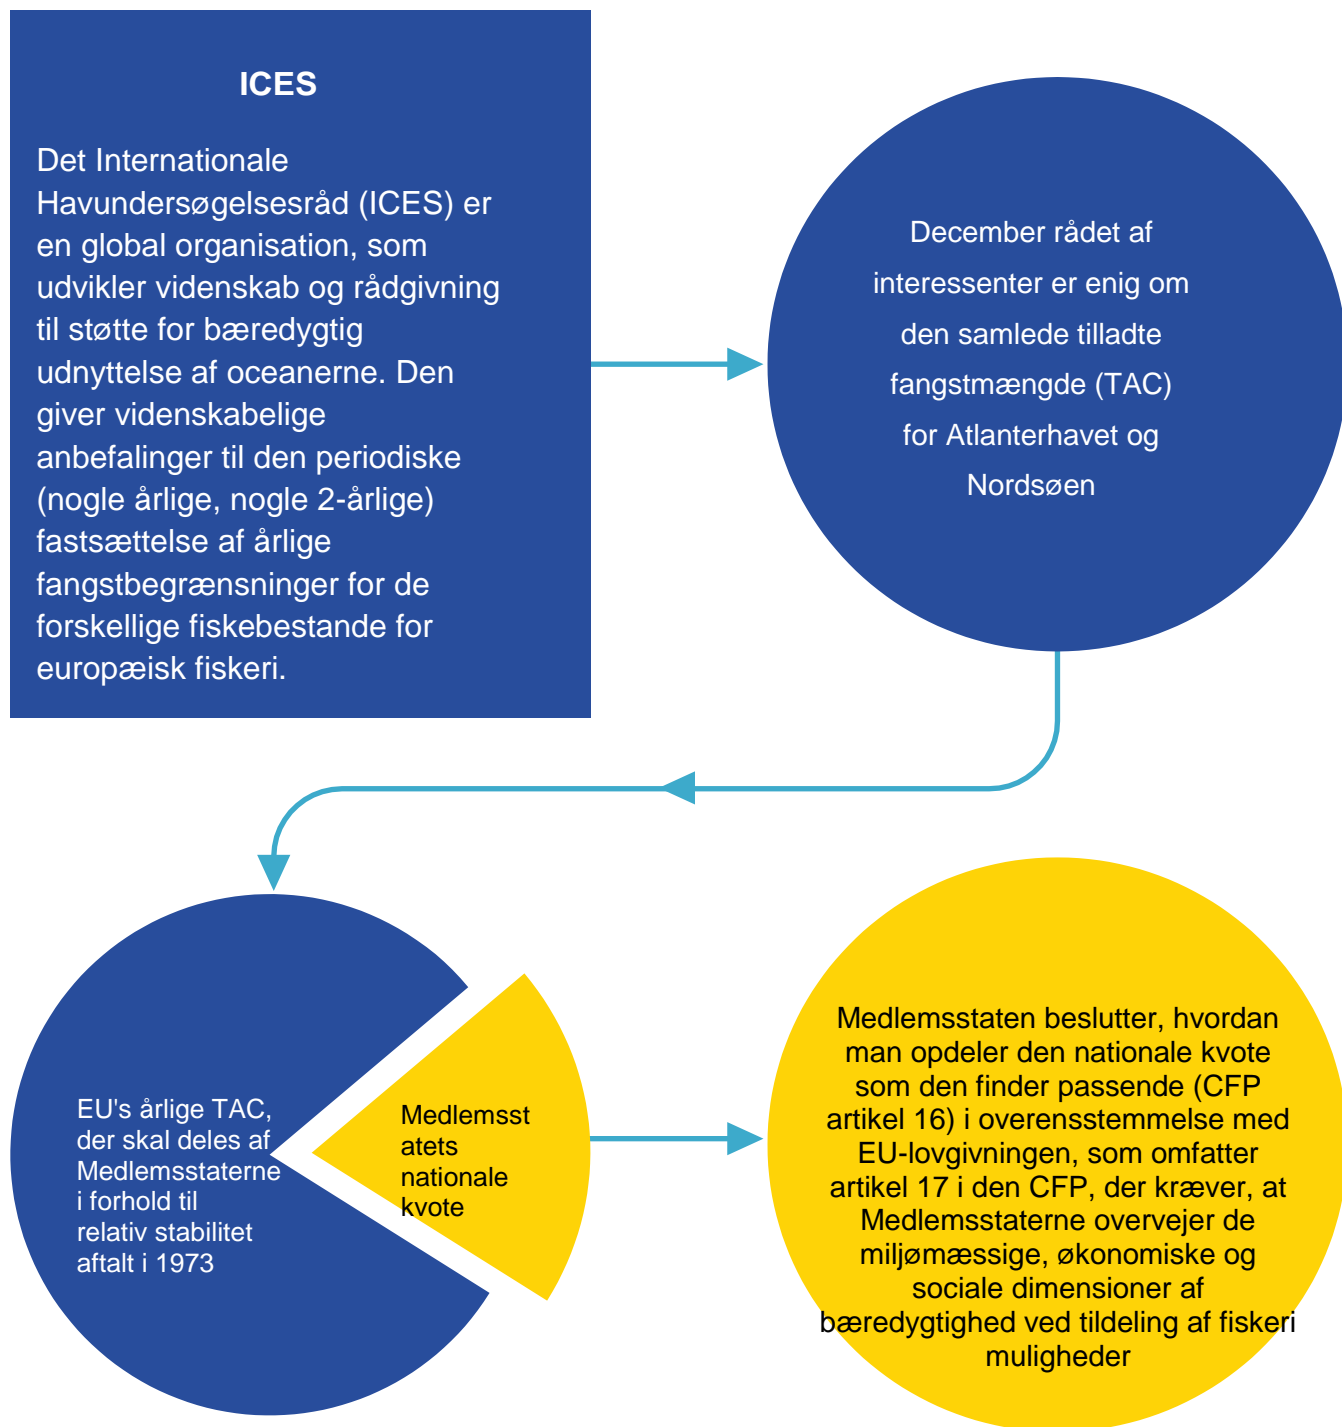 ICES
Det Internationale
Havundersøgelsesråd (ICES) er
en global organisation, som
udvikler videnskab og rådgivning
til støtte for bæredygtig
udnyttelse af oceanerne. Den
giver videnskabelige
anbefalinger til den periodiske
(nogle årlige, nogle 2-årlige)
fastsættelse af årlige
fangstbegrænsninger for de
forskellige fiskebestande for
europæisk fiskeri.
December rådet af
interessenter er enig om
den samlede tilladte
fangstmængde (TAC)
for Atlanterhavet og
Nordsøen
EU's årlige TAC,
der skal deles af
Medlemsstaterne
i forhold til
relativ stabilitet
aftalt i 1973
Medlemsst
atets
nationale
kvote
Medlemsstaten beslutter, hvordan
man opdeler den nationale kvote
som den finder passende (CFP
artikel 16) i overensstemmelse med
EU-lovgivningen, som omfatter
artikel 17 i den CFP, der kræver, at
Medlemsstaterne overvejer de
miljømæssige, økonomiske og
sociale dimensioner af
bæredygtighed ved tildeling af fiskeri
muligheder